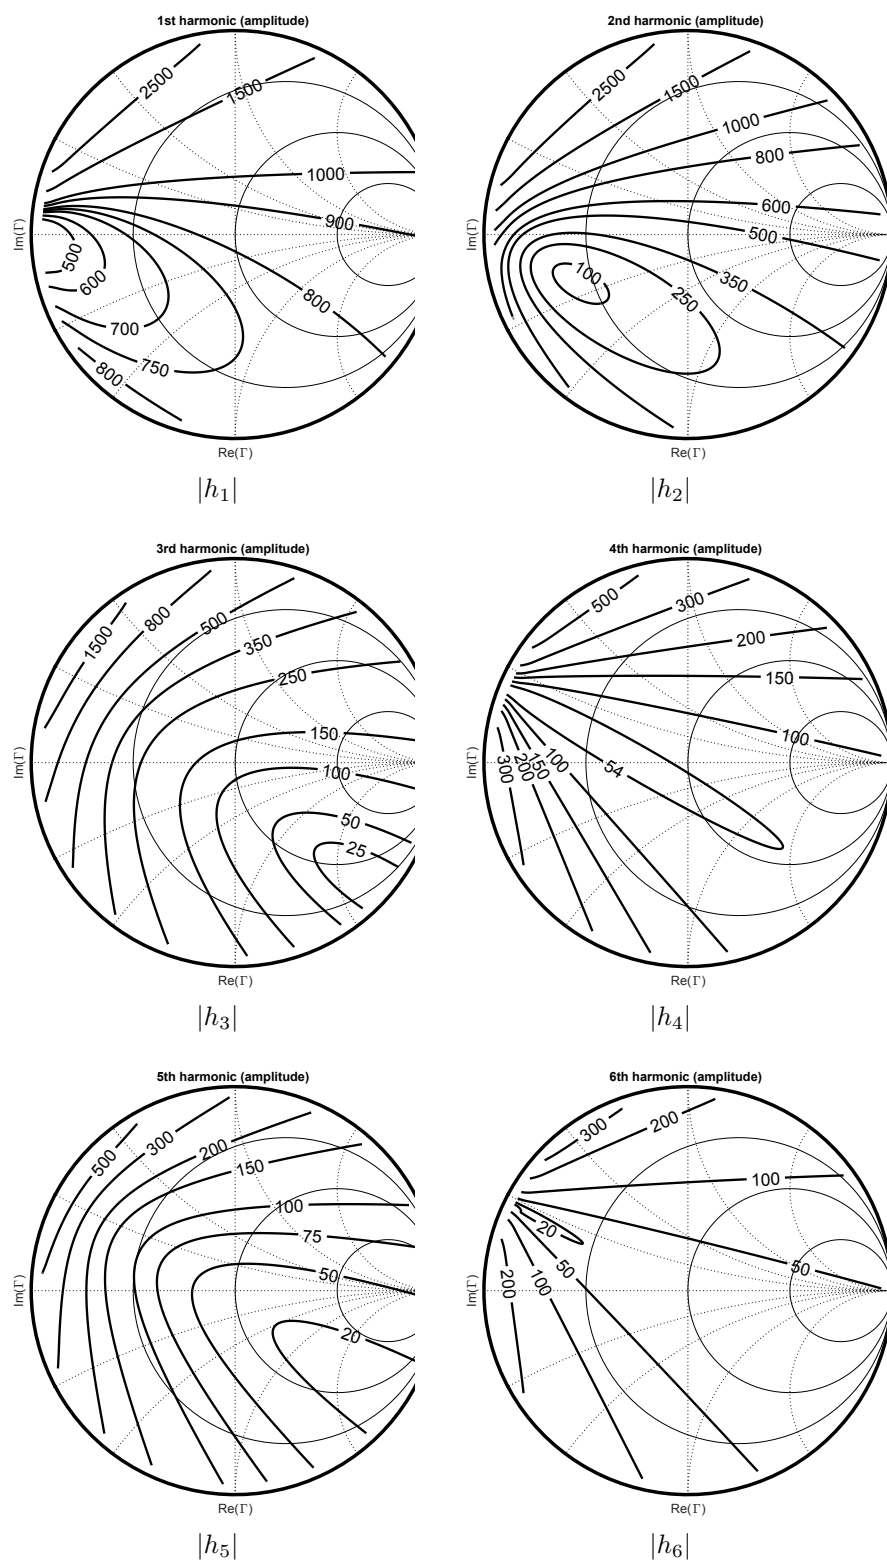 1st harmonic (amplitude)
2500
1500
1000
900
800
500
600
700
750
800
Im(Γ)
Re(Γ)
|h1|
2nd harmonic (amplitude)
2500
1500
1000
800
600
500
350
250
100
Im(Γ)
Re(Γ)
|h2|
3rd harmonic (amplitude)
1500
800
500
350
250
150
100
50
25
Im(Γ)
Re(Γ)
|h3|
4th harmonic (amplitude)
500
300
200
150
100
54
100
150
200
300
Im(Γ)
Re(Γ)
|h4|
5th harmonic (amplitude)
500
300
200
150
100
75
50
20
Im(Γ)
Re(Γ)
|h5|
6th harmonic (amplitude)
300
200
100
50
20
50
100
200
Im(Γ)
Re(Γ)
|h6|